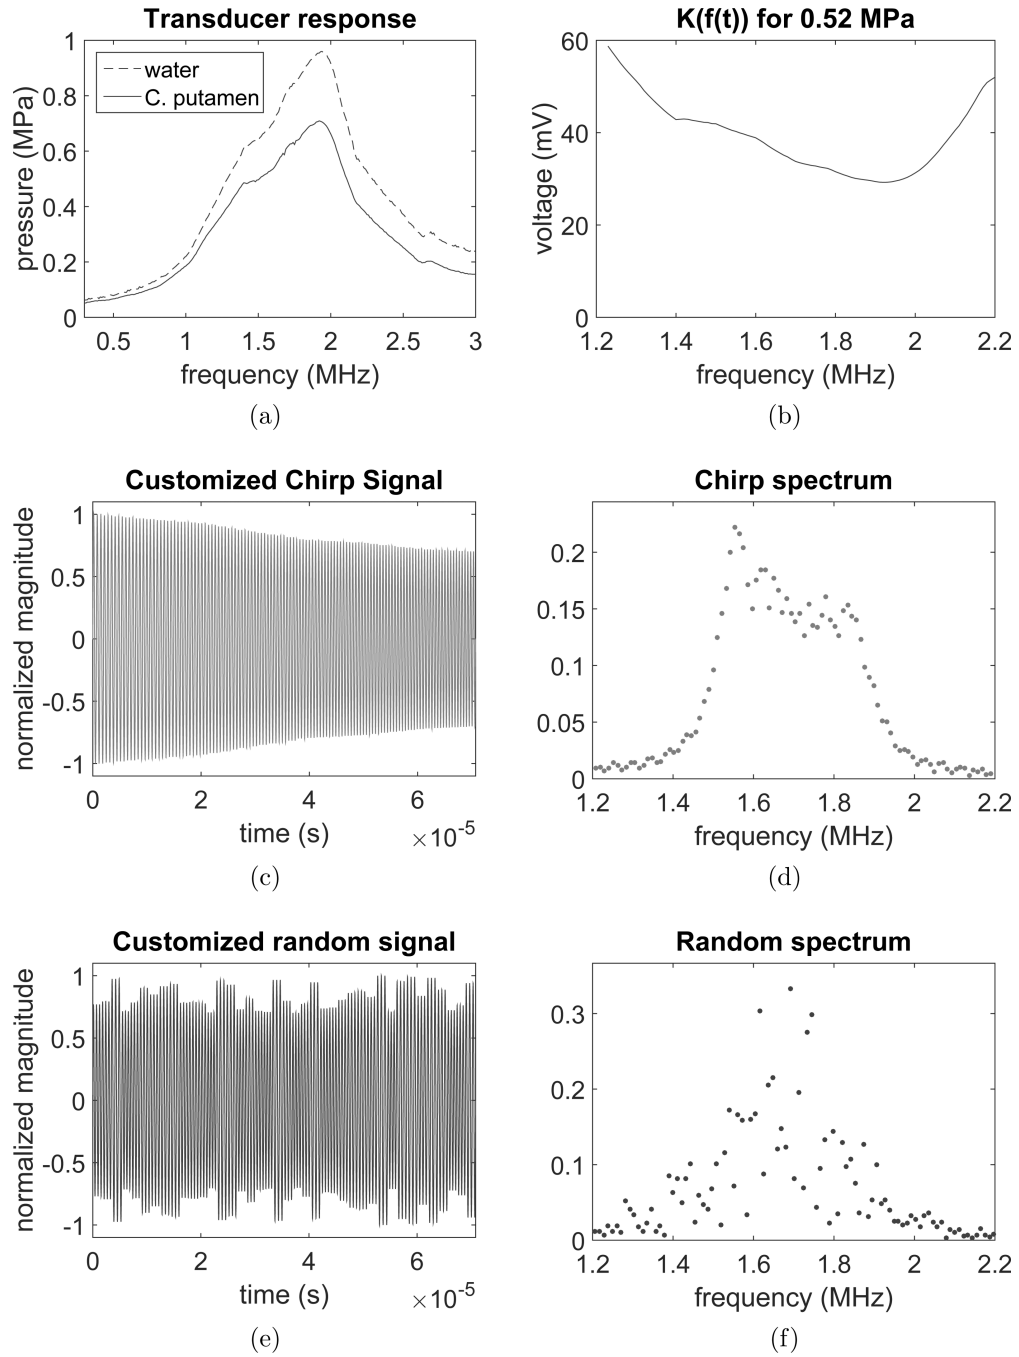 Transducer response
1
0.8
0.6
0.4
0.2
0
water
C. putamen
pressure (MPa)
0.5 1 1.5 2 2.5 3
frequency (MHz)
(a)
K(f(t)) for 0.52 MPa
60
40
20
0
voltage (mV)
1.2 1.4 1.6 1.8 2 2.2
frequency (MHz)
(b)
Customized Chirp Signal
1
0.5
0
-0.5
-1
normalized magnitude
0 2 4 6
time (s) ×10⁻⁵
(c)
Chirp spectrum
0.2
0.15
0.1
0.05
0
1.2 1.4 1.6 1.8 2 2.2
frequency (MHz)
(d)
Customized random signal
1
0.5
0
-0.5
-1
normalized magnitude
0 2 4 6
time (s) ×10⁻⁵
(e)
Random spectrum
0.3
0.2
0.1
0
1.2 1.4 1.6 1.8 2 2.2
frequency (MHz)
(f)